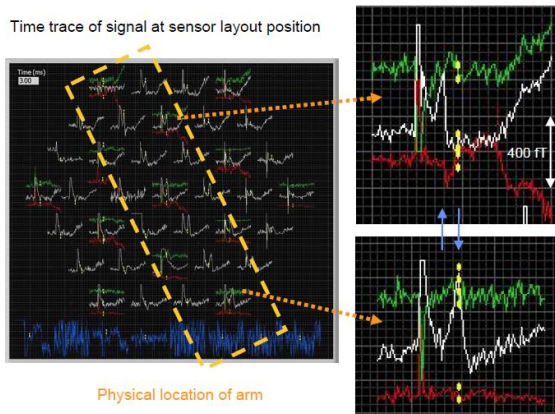 Time trace of signal at sensor layout position
Time (ms)
3.00
400 fT
Physical location of arm